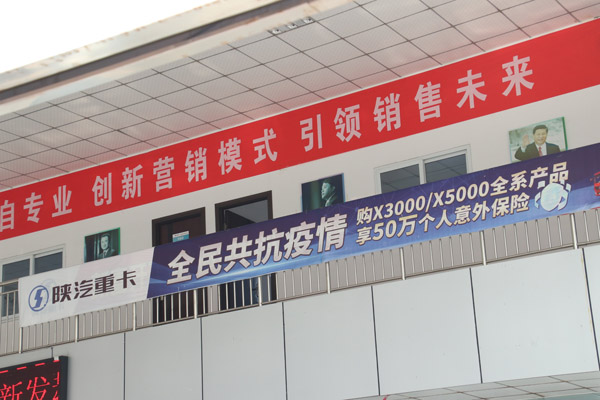 自专业 创新营销模式 引领销售未来
陕汽重卡
全民共抗疫情
购X3000/X5000全系产品
享50万个人意外保险
新发